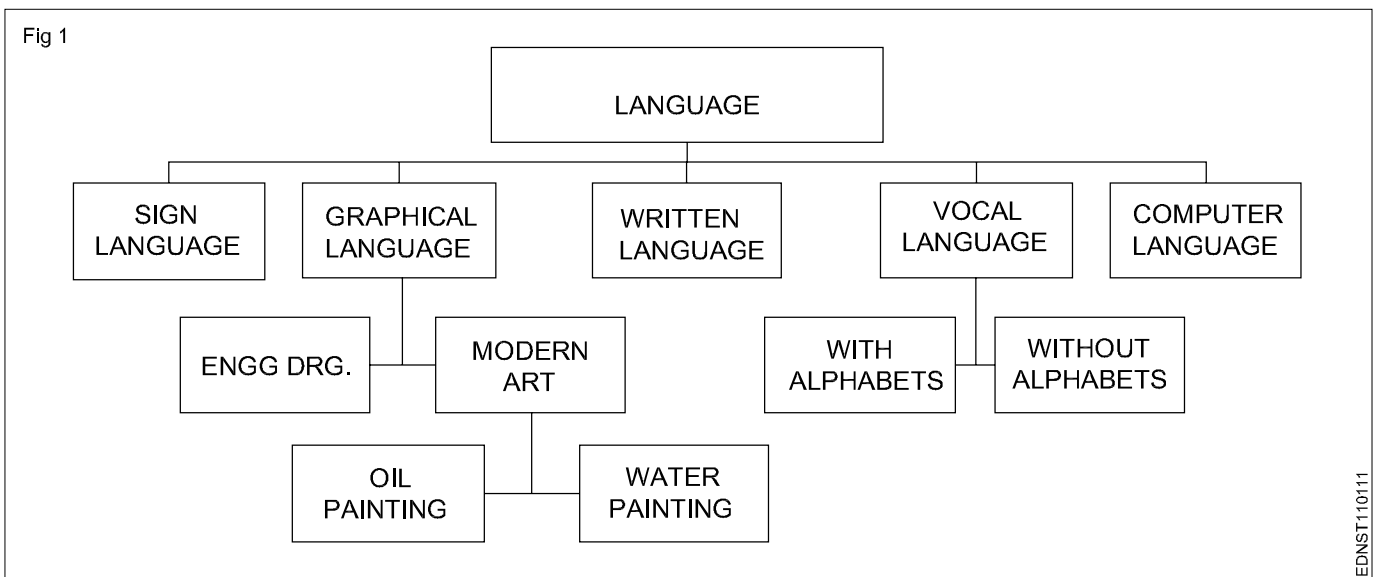 Fig 1
LANGUAGE
SIGN
LANGUAGE
GRAPHICAL
LANGUAGE
WRITTEN
LANGUAGE
VOCAL
LANGUAGE
COMPUTER
LANGUAGE
ENGG DRG.
MODERN
ART
WITH
ALPHABETS
WITHOUT
ALPHABETS
OIL
PAINTING
WATER
PAINTING
EDNST110111